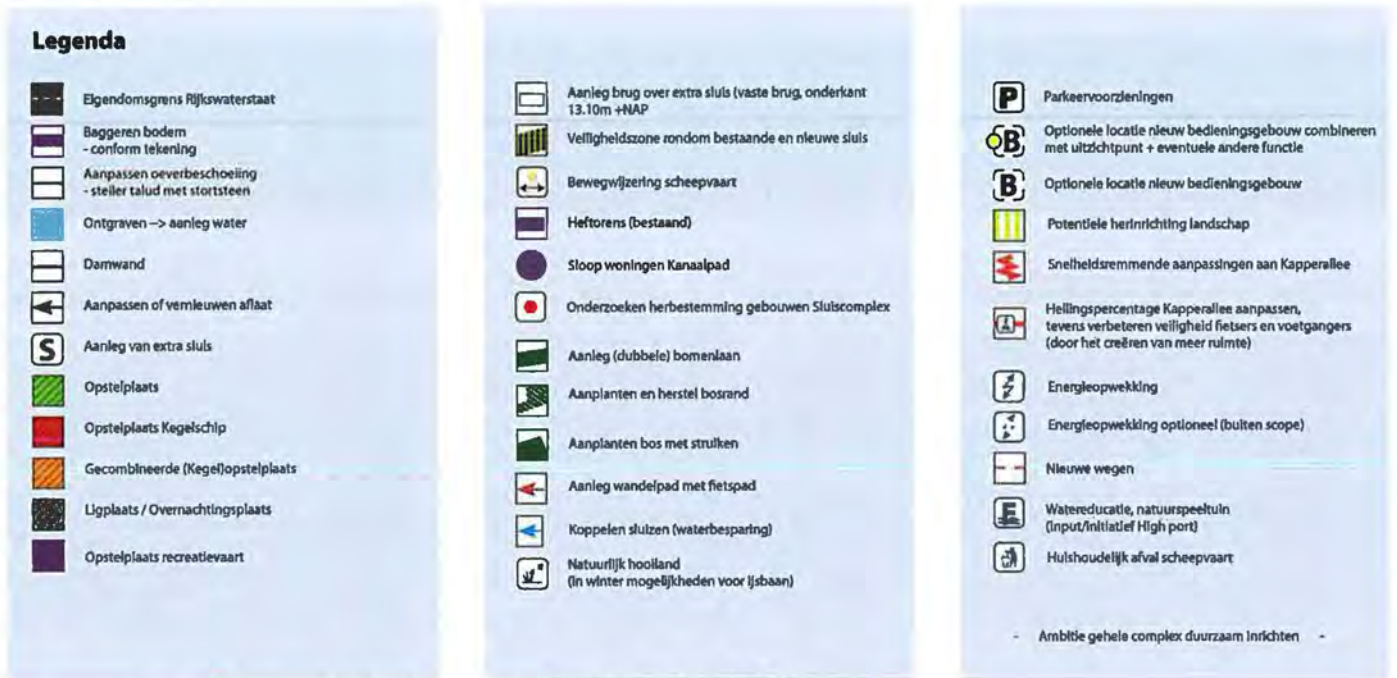 Legenda
Eigendomsgrens Rijkswaterstaat
Baggeren bodem
- conform tekening
Aanpassen oeverbeschoeiing
- steiler talud met stortsteen
Ontgraven --> aanleg water
Damwand
Aanpassen of vernieuwen aflaat
S
Aanleg van extra sluis
Opstelplaats
Opstelplaats Kegelschip
Gecombineerde (Kegel)opstelplaats
Ligplaats / Overnachtingsplaats
Opstelplaats recreatievaart
Aanleg brug over extra sluis (vaste brug, onderkant
13.10m +NAP
Veiligheidszone rondom bestaande en nieuwe sluis
Bewegwijzering scheepvaart
Heftorens (bestaand)
Sloop woningen Kanaalpad
Onderzoeken herbestemming gebouwen Sluiscomplex
Aanleg (dubbele) bomenlaan
Aanplanten en herstel bosrand
Aanplanten bos met struiken
Aanleg wandelpad met fietspad
Koppelen sluizen (waterbesparing)
Natuurlijk hooiland
(in winter mogelijkheden voor ijsbaan)
P
Parkeervoorzieningen
B
Optionele locatie nieuw bedieningsgebouw combineren
met uitzichtpunt + eventuele andere functie
B
Optionele locatie nieuw bedieningsgebouw
Potentiele herinrichting landschap
Snelheidsremmende aanpassingen aan Kapperallee
Hellingspercentage Kapperallee aanpassen,
tevens verbeteren veiligheid fietsers en voetgangers
(door het creëren van meer ruimte)
Energieopwekking
Energieopwekking optioneel (buiten scope)
Nieuwe wegen
E
Watereducatie, natuurspeeltuin
(input/initiatief High port)
Huishoudelijk afval scheepvaart
- Ambitie gehele complex duurzaam inrichten -